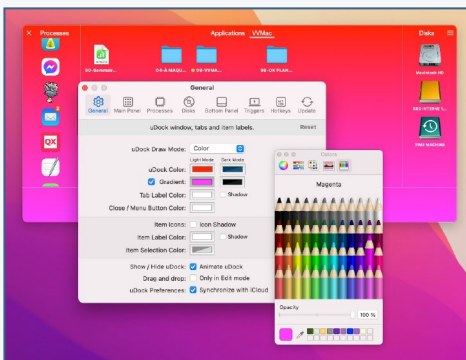 × Processes
Applications VVMac
Disks
General
General Main Panel Processes Disks Bottom Panel Triggers Hotkeys Update
uDock window, tabs and item labels. Reset
uDock Draw Mode: Color
Light Mode Dark Mode
uDock Color:
Gradient:
Tab Label Color: Shadow
Close / Menu Button Color:
Item Icons: Icon Shadow
Item Label Color: Shadow
Item Selection Color:
Show / Hide uDock: Animate uDock
Drag and drop: Only in Edit mode
uDock Preferences: Synchronize with iCloud
Macintosh HD
TIME MACHINE
QX
Colors
Magenta
Opacity
100 %